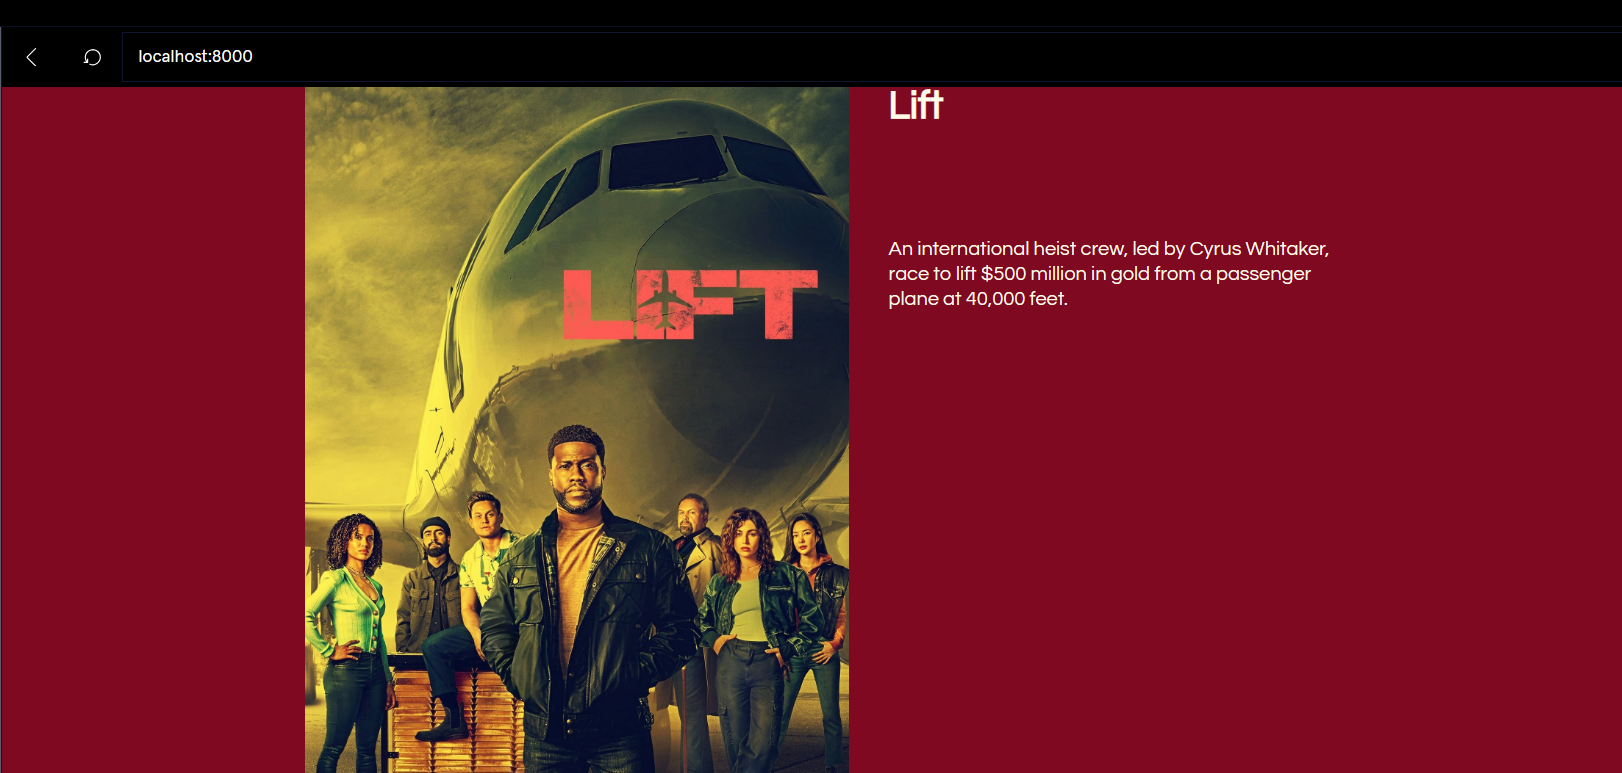 localhost:8000
Lift
LIFT
An international heist crew, led by Cyrus Whitaker,
race to lift $500 million in gold from a passenger
plane at 40,000 feet.